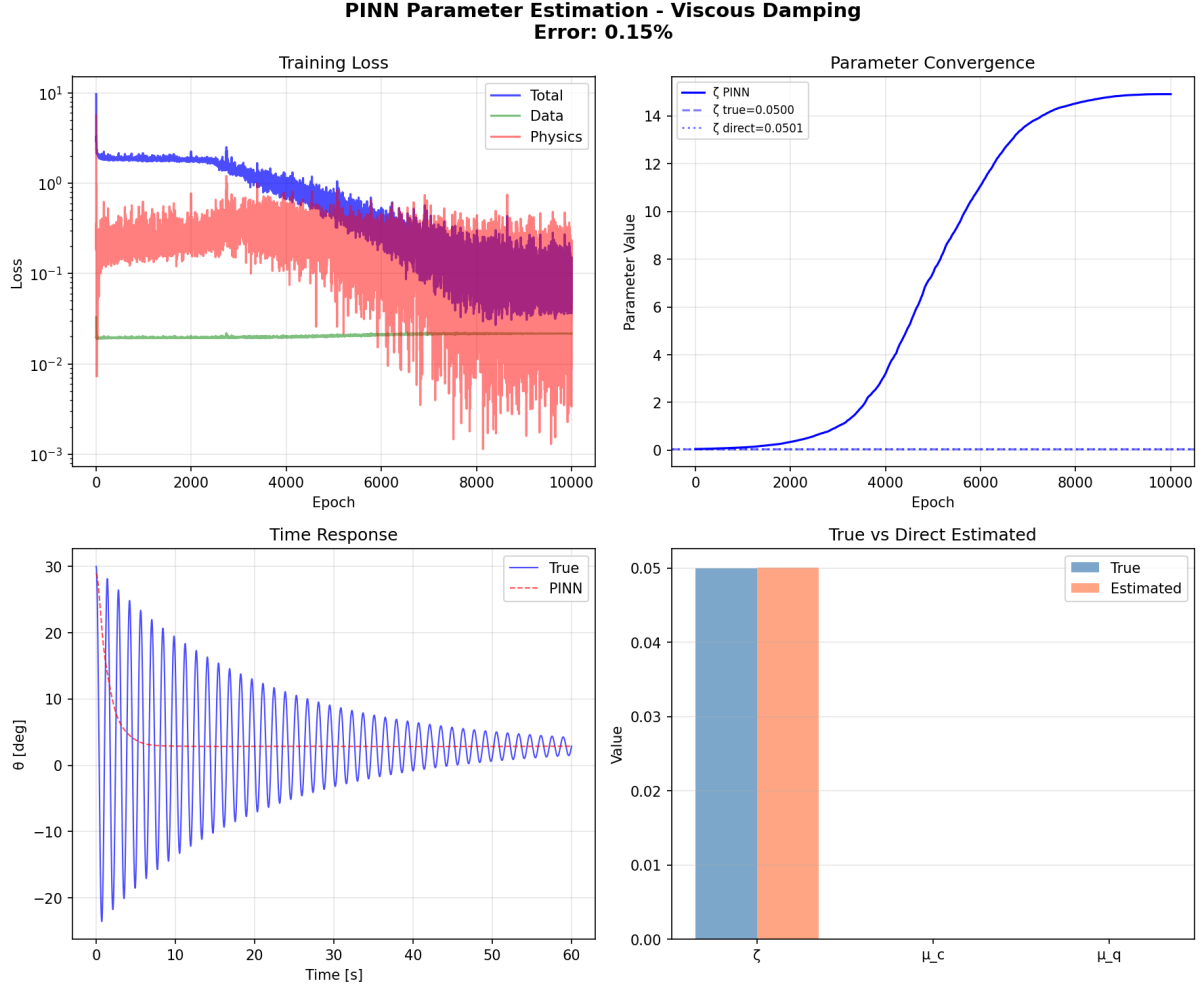 PINN Parameter Estimation - Viscous Damping
Error: 0.15%
Training Loss
10¹
10⁰
10⁻¹
10⁻²
10⁻³
Loss
0 2000 4000 6000 8000 10000
Epoch
Total
Data
Physics
Parameter Convergence
14
12
10
8
6
4
2
0
Parameter Value
0 2000 4000 6000 8000 10000
Epoch
ζ PINN
ζ true=0.0500
ζ direct=0.0501
Time Response
30
20
10
0
−10
−20
θ [deg]
0 10 20 30 40 50 60
Time [s]
True
PINN
True vs Direct Estimated
0.05
0.04
0.03
0.02
0.01
0.00
Value
ζ μ_c μ_q
True
Estimated